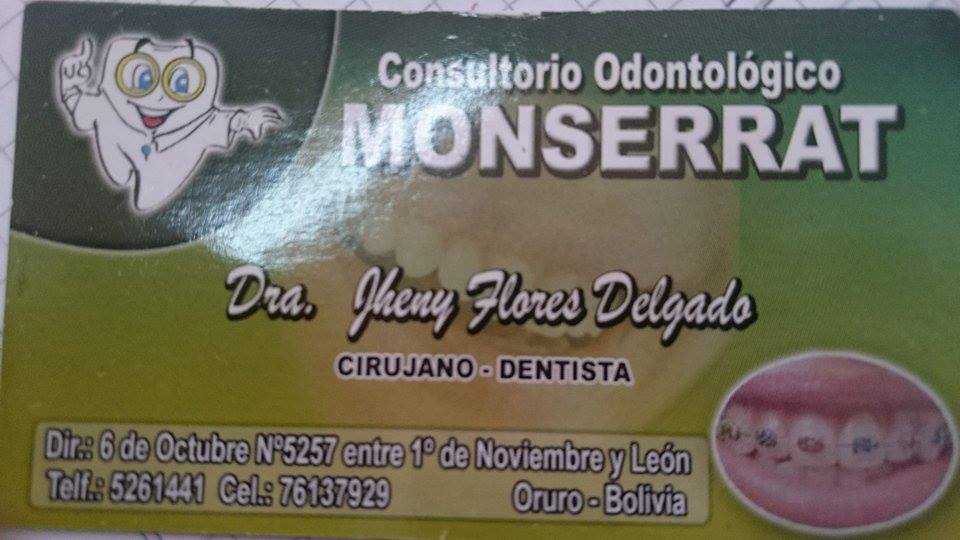 Consultorio Odontológico
MONSERRAT
Dra. Jheny Flores Delgado
CIRUJANO - DENTISTA
Dir.: 6 de Octubre Nº5257 entre 1º de Noviembre y León
Telf.: 5261441 Cel.: 76137929 Oruro - Bolivia